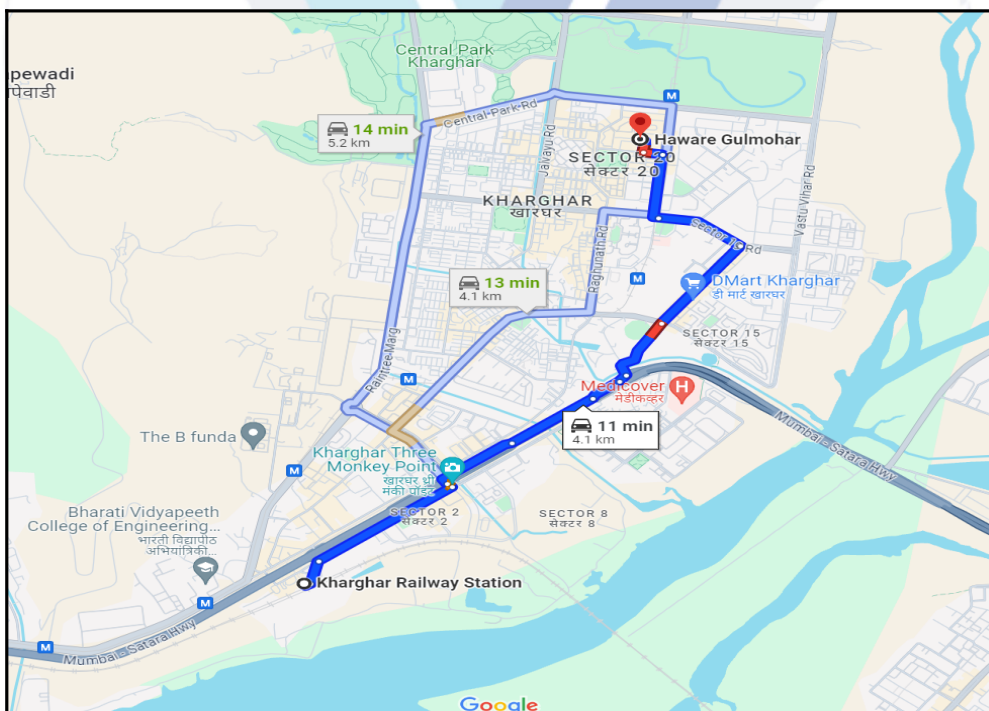 Central Park
Kharghar
pewadi
पेवाडी
Central Park Rd
14 min
5.2 km
Jalvayu Rd
Haware Gulmohar
SECTOR 20
सेक्टर 20
KHARGHAR
खारघर
Vastu Vihar Rd
Sector
Rd
Raghunath Rd
13 min
4.1 km
DMart Kharghar
डी मार्ट खारघर
SECTOR 15
सेक्टर 15
Raintree Marg
Medicover
मेडीकव्हर
11 min
4.1 km
Mumbai - Satara Hwy
The B funda
Kharghar Three
Monkey Point
खारघर थ्री
मंकी पॉइंट
Bharati Vidyapeeth
College of Engineering...
भारती विद्यापीठ
अभियांत्रिकी...
SECTOR 2
सेक्टर 2
SECTOR 8
सेक्टर 8
Kharghar Railway Station
Mumbai - Satara Hwy
Google